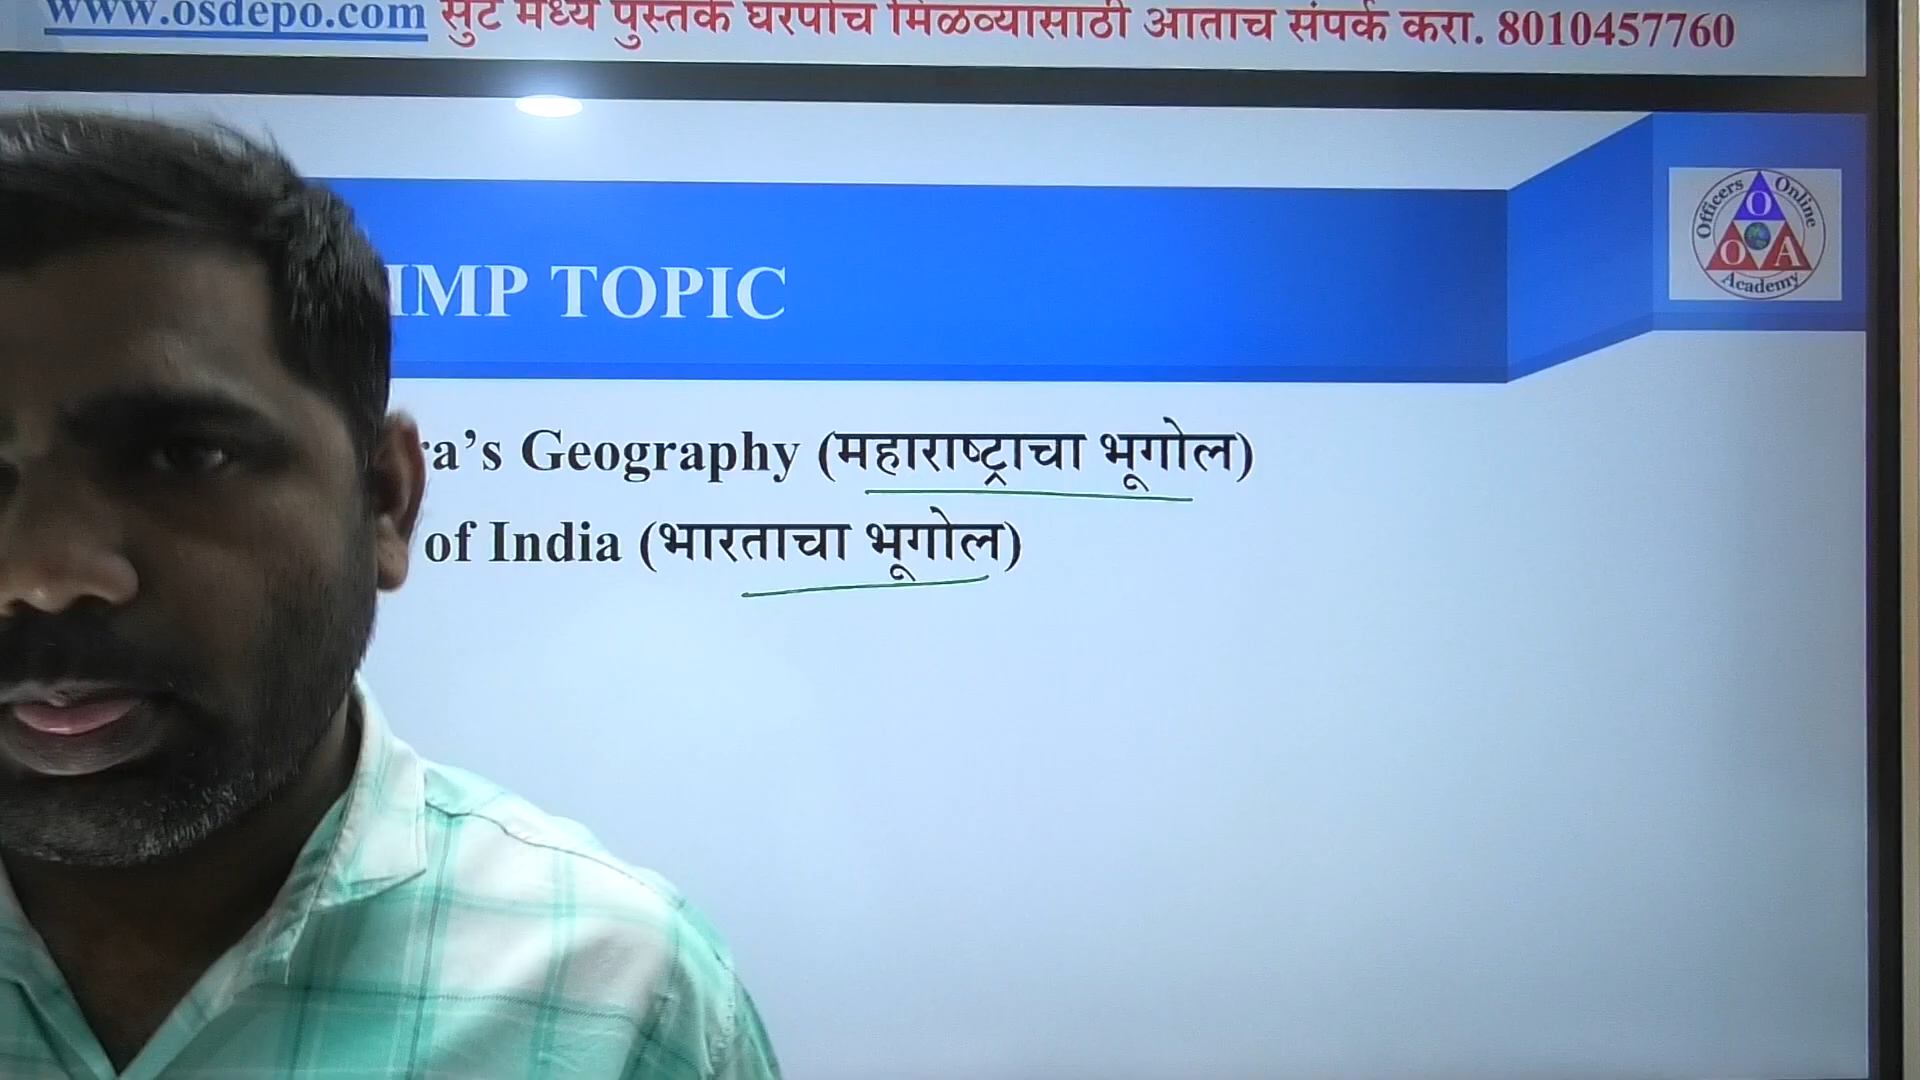 www.osdepo.com सुट मध्ये पुस्तके घरपोच मिळव्यासाठी आताच संपर्क करा. 8010457760
Officers Online
O
O A
Academy
IMP TOPIC
ra’s Geography (महाराष्ट्राचा भूगोल)
of India (भारताचा भूगोल)